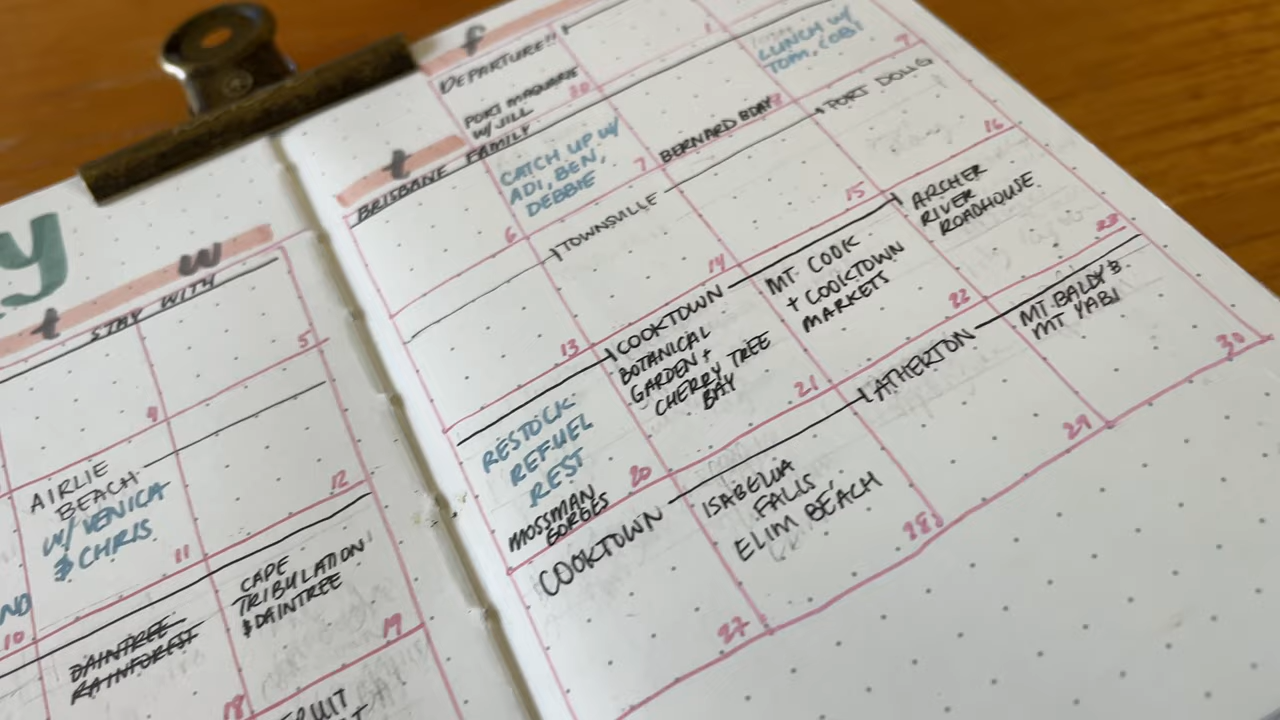 y
t
w
STAY WITH
4
5
AIRLIE
BEACH
W/ VENICA
& CHRIS
10
11
12
DAINTREE
RAINFOREST
18
CAPE
TRIBULATION
& DAINTREE
19
t
f
DEPARTURE!!
PORT MACQUARIE
W/ JILL
1
LUNCH W/
TOM, COBI
BRISBANE FAMILY
6
CATCH UP W/
ADI, BEN,
DEBBIE
7
BERNARD BDAY
8
9
13
TOWNSVILLE
14
15
PORT DOUG
16
RESTOCK
REFUEL
REST
MOSSMAN
GORGES
20
COOKTOWN
BOTANICAL
GARDEN +
CHERRY TREE
BAY
21
MT. COOK
+ COOKTOWN
MARKETS
22
ARCHER
RIVER
ROADHOUSE
23
COOKTOWN
27
ISABELLA
FALLS,
ELIM BEACH
28
ATHERTON
29
MT. BALDY &
MT YABI
30